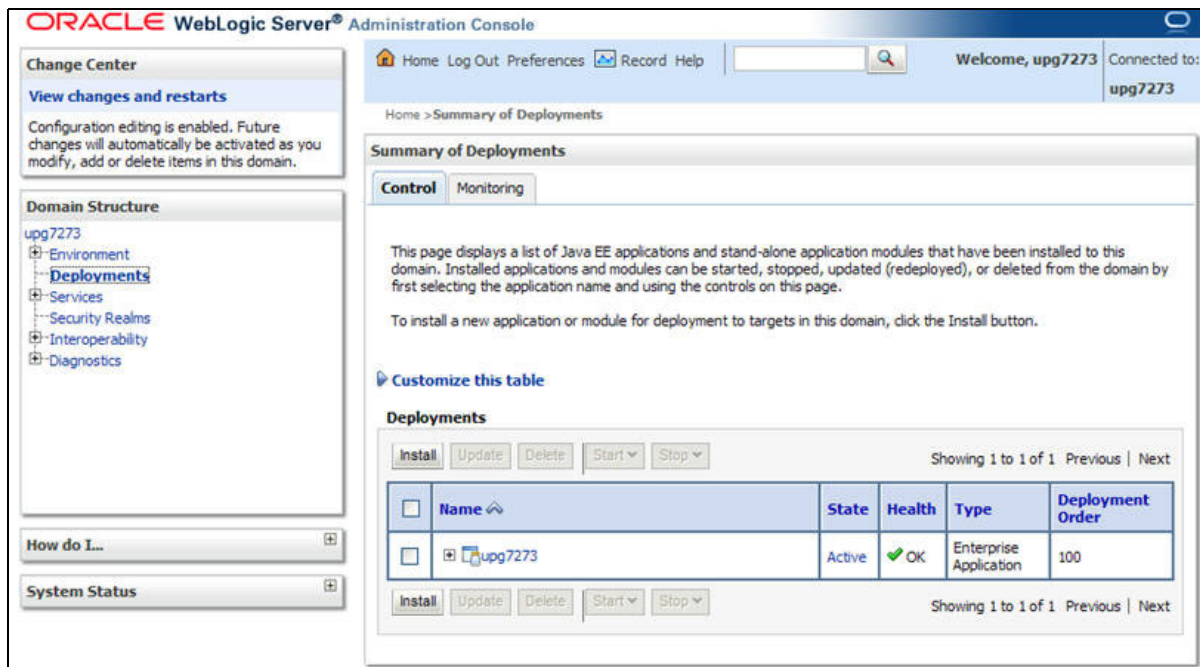 ORACLE WebLogic Server® Administration Console
Change Center
View changes and restarts
Configuration editing is enabled. Future
changes will automatically be activated as you
modify, add or delete items in this domain.
Domain Structure
upg7273
Environment
Deployments
Services
Security Realms
Interoperability
Diagnostics
How do I...
System Status
Home Log Out Preferences Record Help
Welcome, upg7273
Connected to:
upg7273
Home >Summary of Deployments
Summary of Deployments
Control Monitoring
This page displays a list of Java EE applications and stand-alone application modules that have been installed to this
domain. Installed applications and modules can be started, stopped, updated (redeployed), or deleted from the domain by
first selecting the application name and using the controls on this page.
To install a new application or module for deployment to targets in this domain, click the Install button.
Customize this table
Deployments
Install Update Delete Start Stop
Showing 1 to 1 of 1 Previous | Next
Name State Health Type Deployment Order
upg7273 Active OK Enterprise Application 100
Install Update Delete Start Stop
Showing 1 to 1 of 1 Previous | Next